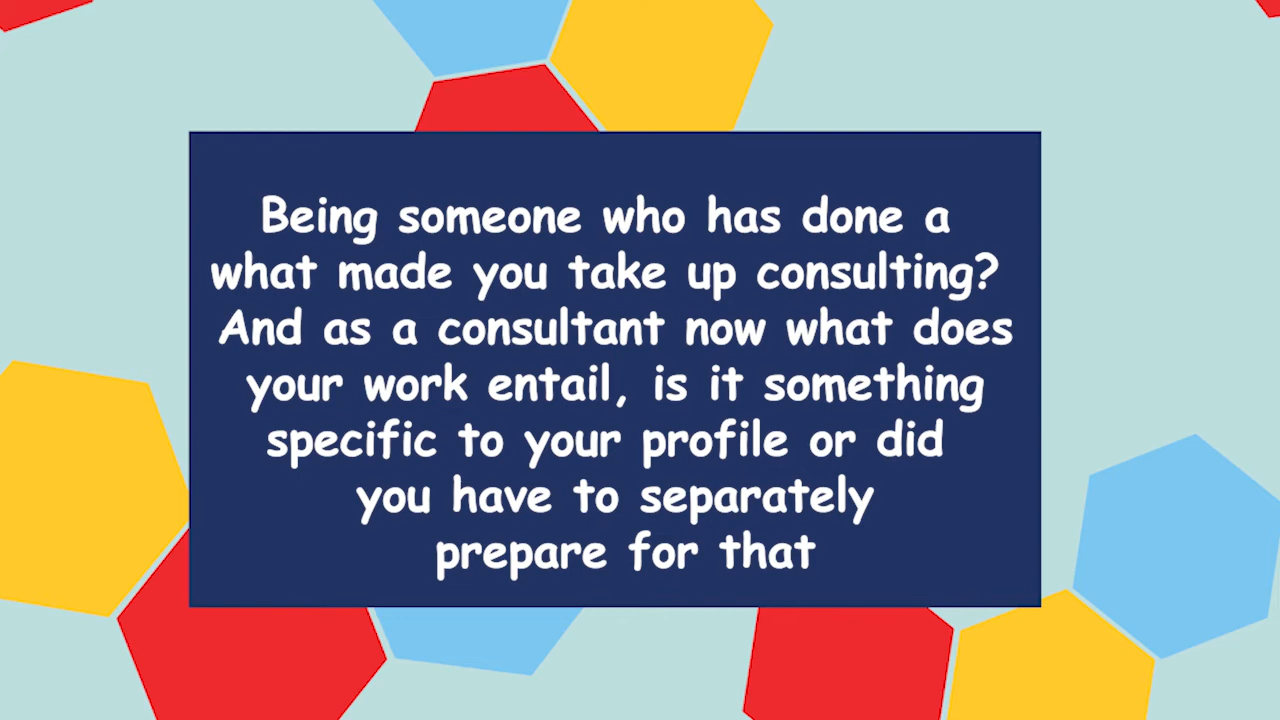 Being someone who has done a
what made you take up consulting?
And as a consultant now what does
your work entail, is it something
specific to your profile or did
you have to separately
prepare for that